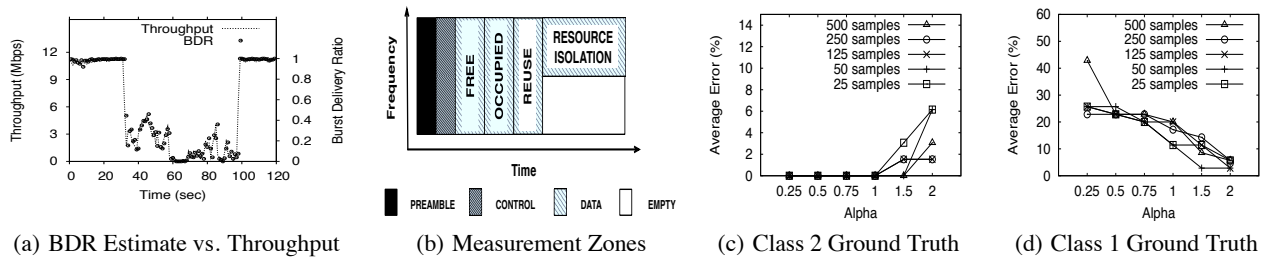 Throughput
BDR
Throughput (Mbps)
12
9
6
3
0
1
0.8
0.6
0.4
0.2
0
Burst Delivery Ratio
0 20 40 60 80 100 120
Time (sec)
(a) BDR Estimate vs. Throughput
Frequency
FREE
OCCUPIED
REUSE
RESOURCE
ISOLATION
Time
PREAMBLE CONTROL DATA EMPTY
(b) Measurement Zones
Average Error (%)
14
12
10
8
6
4
2
0
500 samples
250 samples
125 samples
50 samples
25 samples
0.25 0.5 0.75 1 1.5 2
Alpha
(c) Class 2 Ground Truth
Average Error (%)
60
50
40
30
20
10
0
500 samples
250 samples
125 samples
50 samples
25 samples
0.25 0.5 0.75 1 1.5 2
Alpha
(d) Class 1 Ground Truth